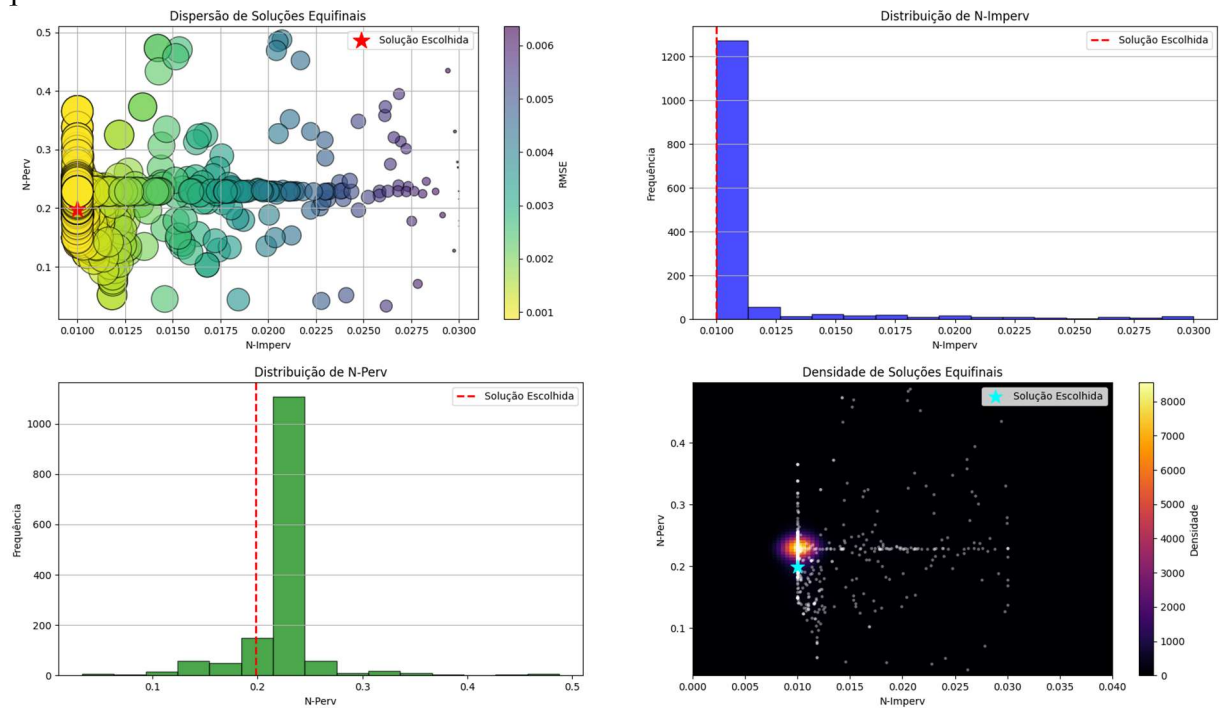 Dispersão de Soluções Equifinais
Solução Escolhida
0.5
0.4
0.3
0.2
0.1
N-Perv
0.0100 0.0125 0.0150 0.0175 0.0200 0.0225 0.0250 0.0275 0.0300
N-Imperv
0.006
0.005
0.004
0.003
0.002
0.001
RMSE
Distribuição de N-Imperv
Solução Escolhida
1200
1000
800
600
400
200
0
Frequência
0.0100 0.0125 0.0150 0.0175 0.0200 0.0225 0.0250 0.0275 0.0300
N-Imperv
Distribuição de N-Perv
Solução Escolhida
1000
800
600
400
200
0
Frequência
0.1 0.2 0.3 0.4 0.5
N-Perv
Densidade de Soluções Equifinais
Solução Escolhida
0.4
0.3
0.2
0.1
N-Perv
0.000 0.005 0.010 0.015 0.020 0.025 0.030 0.035 0.040
N-Imperv
8000
7000
6000
5000
4000
3000
2000
1000
0
Densidade